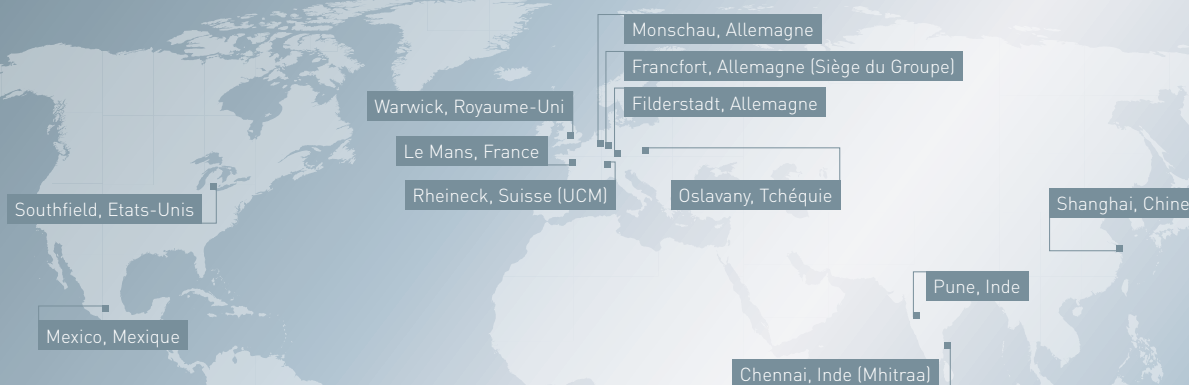 Monschau, Allemagne
Francfort, Allemagne (Siège du Groupe)
Warwick, Royaume-Uni
Filderstadt, Allemagne
Le Mans, France
Rheineck, Suisse (UCM)
Oslavany, Tchéquie
Southfield, Etats-Unis
Shanghai, Chine
Pune, Inde
Mexico, Mexique
Chennai, Inde (Mhitraa)